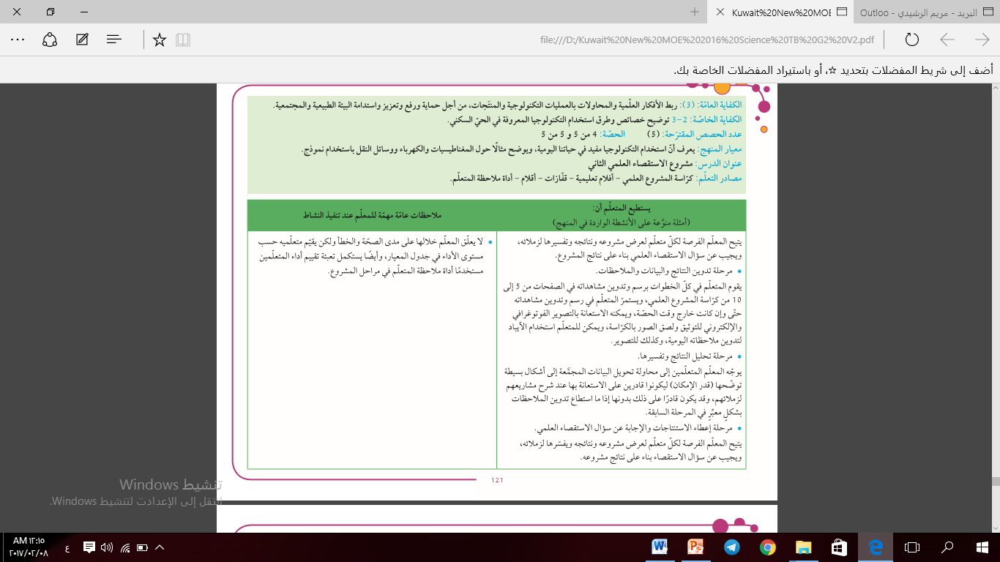 البريد - مريم الرشيدي - Outloo
Kuwait%20New%20MOE
file:///D:/Kuwait%20New%20MOE%202016%20Science%20TB%20G2%20V2.pdf
أضف إلى شريط المفضلات بتحديد ☆، أو باستيراد المفضلات الخاصة بك.
الكفاية العامّة: (3): ربط الأفكار العلّمية والمحاولات بالعمليات التكنولوجية والمنتَجات، من أجل حماية ورفع وتعزيز واستدامة البيئة الطبيعية والمجتمعية.
الكفاية الخاصّة: 2-3 توضيح خصائص وطرق استخدام التكنولوجيا المعروفة في الحيّ السكني.
عدد الحصص المقترَحة: (5) الحصّة: 4 من 5 و 5 من 5
معيار المنهج: يعرف أنّ استخدام التكنولوجيا مفيد في حياتنا اليومية، ويوضح مثالًا حول المغناطيسيات والكهرباء ووسائل النقل باستخدام نموذج.
عنوان الدرس: مشروع الاستقصاء العلمي الثاني
مصادر التعلّم: كرّاسة المشروع العلمي – أفلام تعليمية – قفّازات – أقلام – أداة ملاحظة المتعلّم.
يستطيع المتعلّم أن:
(أمثلة منوّعة على الأنشطة الواردة في المنهج)
ملاحظات عامّة مهمّة للمعلّم عند تنفيذ النشاط
يتيح المعلّم الفرصة لكلّ متعلّم لعرض مشروعه ونتائجه وتفسيرها لزملائه،
ويجيب عن سؤال الاستقصاء العلمي بناء على نتائج المشروع.
* مرحلة تدوين النتائج والبيانات والملاحظات.
يقوم المتعلّم في كلّ الخطوات برسم وتدوين مشاهداته في الصفحات من 5 إلى
10 من كرّاسة المشروع العلمي، ويستمرّ المتعلّم في رسم وتدوين مشاهداته
حتّى وإن كانت خارج وقت الحصّة، ويمكنه الاستعانة بالتصوير الفوتوغرافي
والإلكتروني للتوثيق ولصق الصور بالكرّاسة، ويمكن للمتعلّم استخدام الآيباد
لتدوين ملاحظاته اليومية، وكذلك للتصوير.
* مرحلة تحليل النتائج وتفسيرها.
يوجّه المعلّم المتعلّمين إلى محاولة تحويل البيانات المجمَّعة إلى أشكال بسيطة
توضّحها (قدر الإمكان) ليكونوا قادرين على الاستعانة بها عند شرح مشاريعهم
لزملائهم، وقد يكون قادرًا على ذلك بدونها إذا ما استطاع تدوين الملاحظات
بشكلٍ معبِّرٍ في المرحلة السابقة.
* مرحلة إعطاء الاستنتاجات والإجابة عن سؤال الاستقصاء العلمي.
يتيح المعلّم الفرصة لكلّ متعلّم لعرض مشروعه ونتائجه ويفسّرها لزملائه،
ويجيب عن سؤال الاستقصاء بناء على نتائج مشروعه.
* لا يعلّق المعلّم خلالها على مدى الصحّة والخطأ ولكن يقيّم متعلّميه حسب
مستوى الأداء في جدول المعيار، وأيضًا يستكمل تعبئة تقييم أداء المتعلّمين
مستخدمًا أداة ملاحظة المتعلّم في مراحل المشروع.
121
تنشيط Windows
انتقل إلى الإعدادت لتنشيط Windows.
ع
١٢:١٥ AM
٢٠١٧/٠٢/٠٨